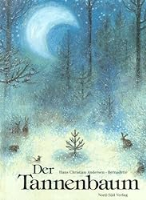 Hans Christian Andersen · Bernadette
Der
Tannenbaum
Nord-Süd Verlag